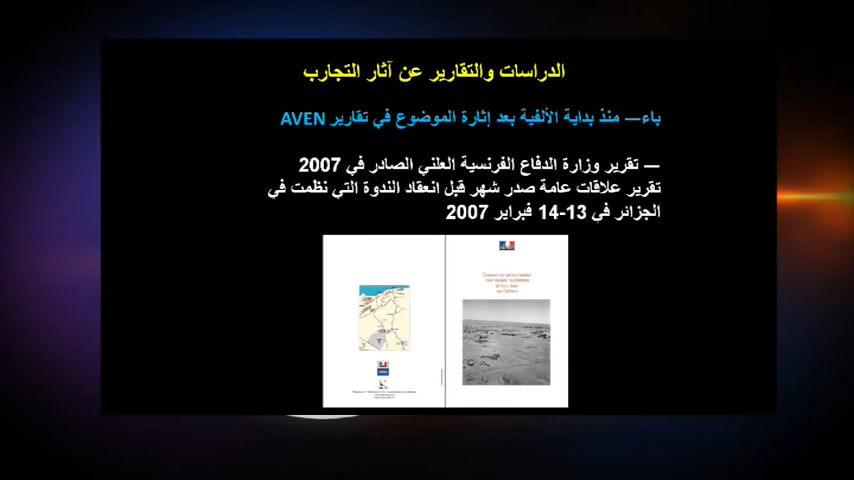 الدراسات والتقارير عن آثار التجارب
باء— منذ بداية الألفية بعد إثارة الموضوع في تقارير AVEN
— تقرير وزارة الدفاع الفرنسية العلني الصادر في 2007
تقرير علاقات عامة صدر شهر قبل انعقاد الندوة التي نظمت في
الجزائر في 13-14 فبراير 2007